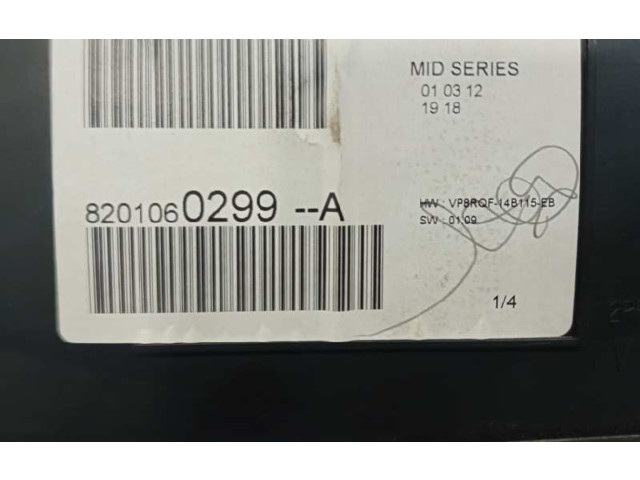 MID SERIES
01 03 12
19 18
8201060299 --A
HW : VP8RQF-14B115-EB
SW : 01.09
1/4